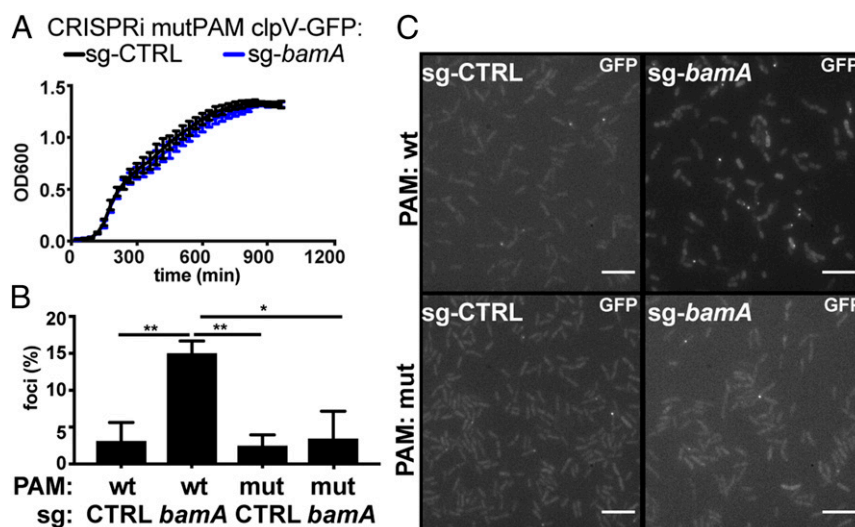 A
CRISPRi mutPAM clpV-GFP:
sg-CTRL sg-bamA
1.5
1.0
0.5
0.0
OD600
300 600 900 1200
time (min)
B
20
15
10
5
0
foci (%)
** ** *
PAM: wt wt mut mut
sg: CTRL bamA CTRL bamA
C
sg-CTRL GFP sg-bamA GFP
PAM: wt
sg-CTRL GFP sg-bamA GFP
PAM: mut